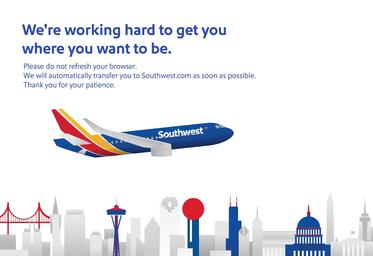 We're working hard to get you
where you want to be.
Please do not refresh your browser.
We will automatically transfer you to Southwest.com as soon as possible.
Thank you for your patience.
Southwest